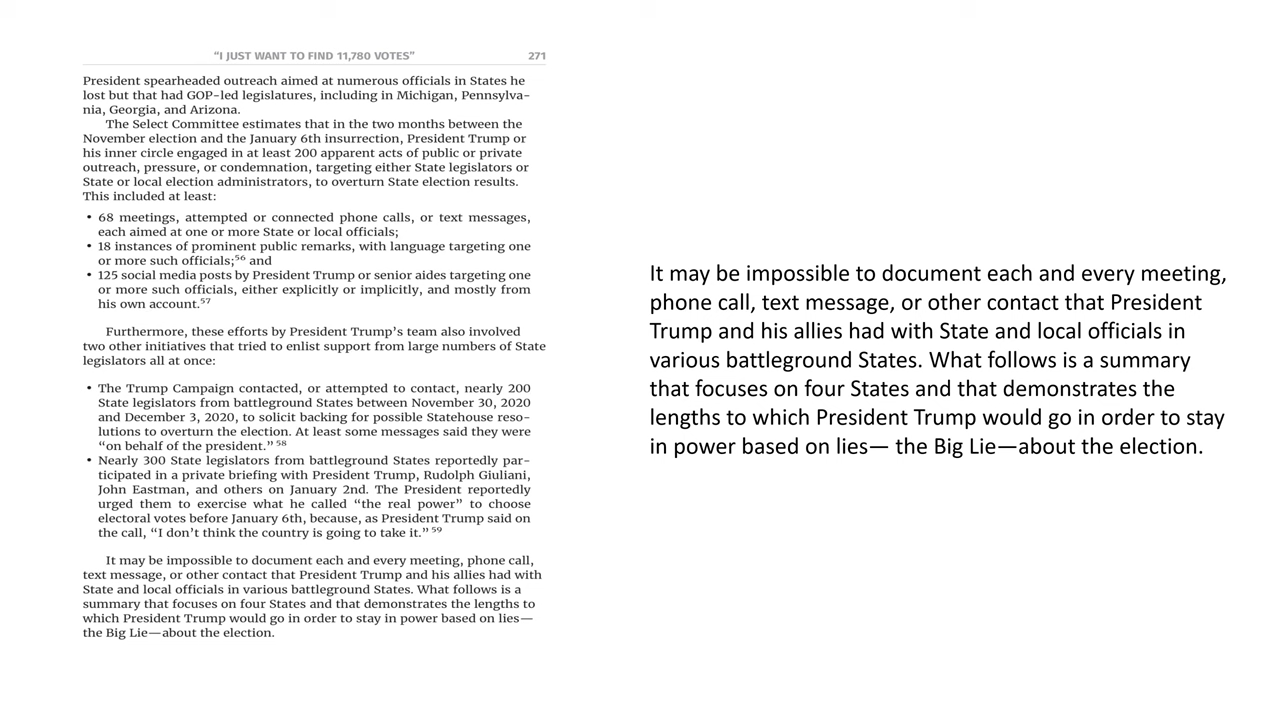 “I JUST WANT TO FIND 11,780 VOTES” 271
President spearheaded outreach aimed at numerous officials in States he
lost but that had GOP-led legislatures, including in Michigan, Pennsylva-
nia, Georgia, and Arizona.
The Select Committee estimates that in the two months between the
November election and the January 6th insurrection, President Trump or
his inner circle engaged in at least 200 apparent acts of public or private
outreach, pressure, or condemnation, targeting either State legislators or
State or local election administrators, to overturn State election results.
This included at least:
• 68 meetings, attempted or connected phone calls, or text messages,
each aimed at one or more State or local officials;
• 18 instances of prominent public remarks, with language targeting one
or more such officials;⁵⁶ and
• 125 social media posts by President Trump or senior aides targeting one
or more such officials, either explicitly or implicitly, and mostly from
his own account.⁵⁷
Furthermore, these efforts by President Trump’s team also involved
two other initiatives that tried to enlist support from large numbers of State
legislators all at once:
• The Trump Campaign contacted, or attempted to contact, nearly 200
State legislators from battleground States between November 30, 2020
and December 3, 2020, to solicit backing for possible Statehouse reso-
lutions to overturn the election. At least some messages said they were
“on behalf of the president.” ⁵⁸
• Nearly 300 State legislators from battleground States reportedly par-
ticipated in a private briefing with President Trump, Rudolph Giuliani,
John Eastman, and others on January 2nd. The President reportedly
urged them to exercise what he called “the real power” to choose
electoral votes before January 6th, because, as President Trump said on
the call, “I don’t think the country is going to take it.” ⁵⁹
It may be impossible to document each and every meeting, phone call,
text message, or other contact that President Trump and his allies had with
State and local officials in various battleground States. What follows is a
summary that focuses on four States and that demonstrates the lengths to
which President Trump would go in order to stay in power based on lies—
the Big Lie—about the election.
It may be impossible to document each and every meeting,
phone call, text message, or other contact that President
Trump and his allies had with State and local officials in
various battleground States. What follows is a summary
that focuses on four States and that demonstrates the
lengths to which President Trump would go in order to stay
in power based on lies— the Big Lie—about the election.